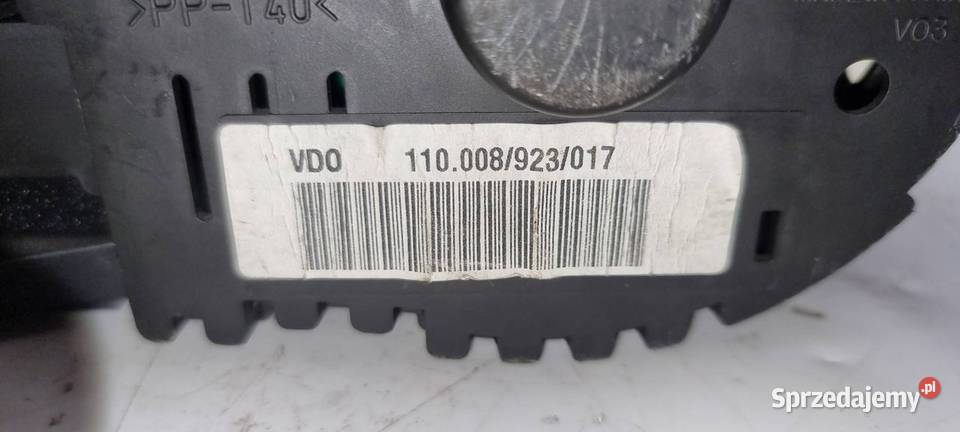 >PP-T40<
V03
VDO 110.008/923/017
Sprzedajemy.pl